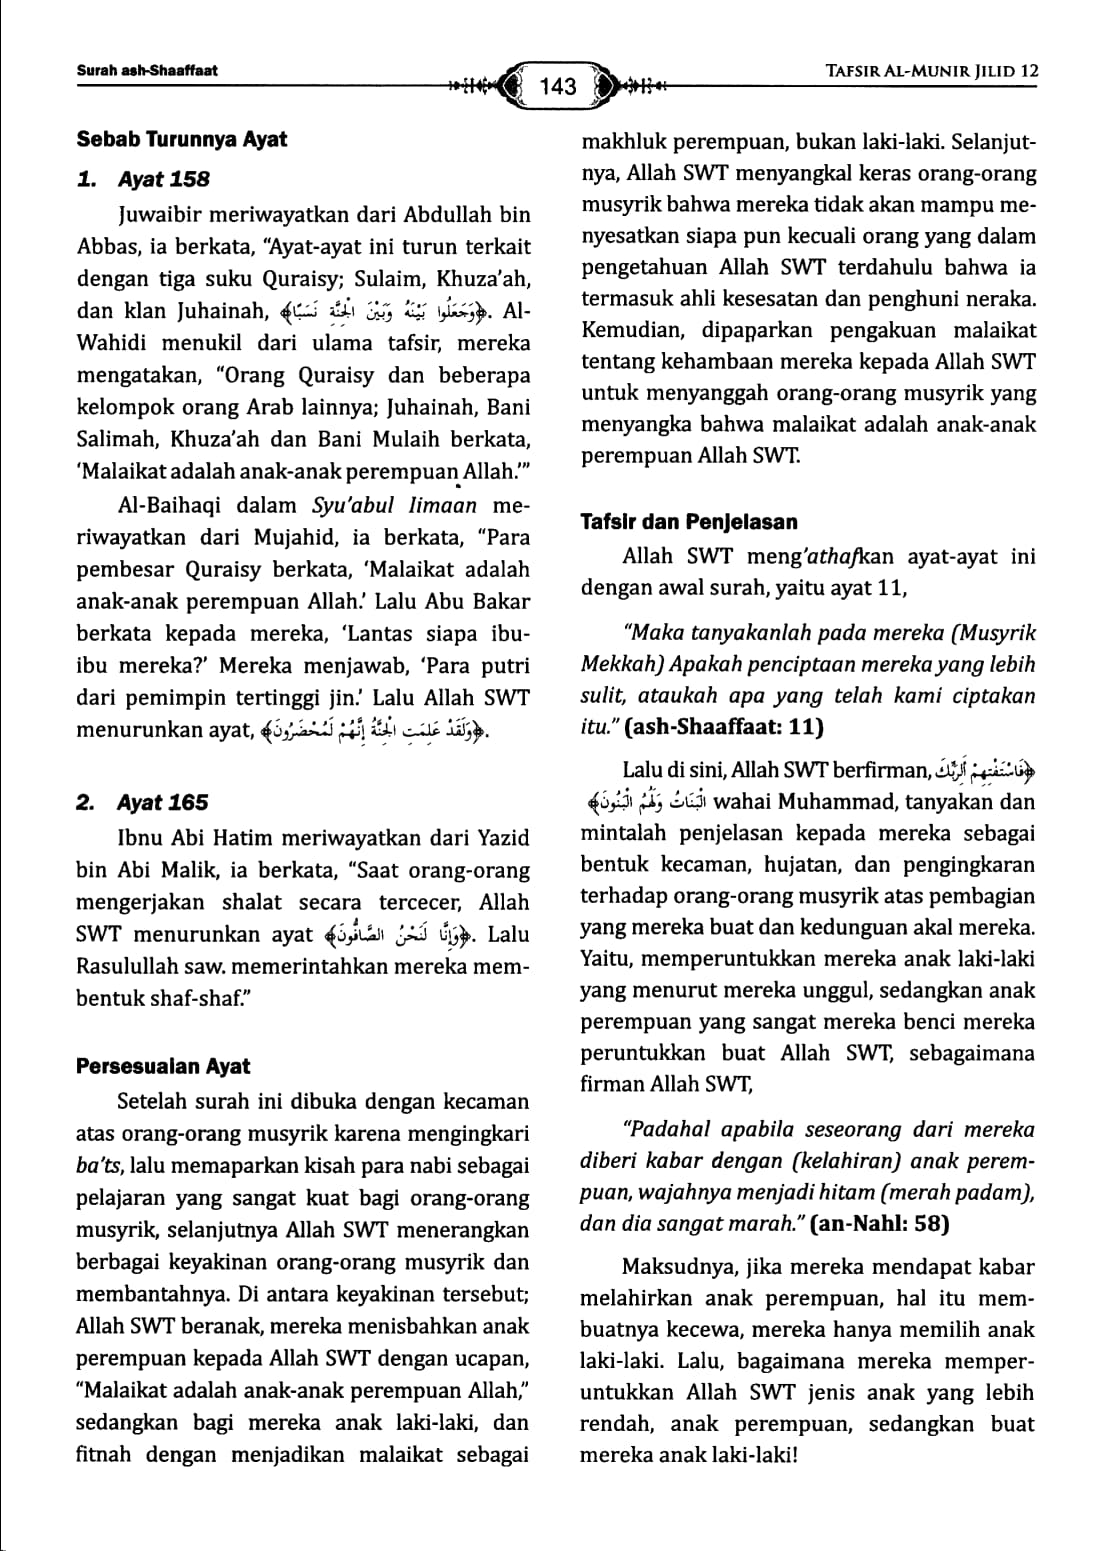 Surah ash-Shaaffaat
143
TAFSIR AL-MUNIR JILID 12
Sebab Turunnya Ayat
1. Ayat 158
Juwaibir meriwayatkan dari Abdullah bin
Abbas, ia berkata, “Ayat-ayat ini turun terkait
dengan tiga suku Quraisy; Sulaim, Khuza’ah,
dan klan Juhainah, ﴿وَجَعَلُوا بَيْنَهُ وَبَيْنَ الْجِنَّةِ نَسَبًا﴾. Al-
Wahidi menukil dari ulama tafsir, mereka
mengatakan, “Orang Quraisy dan beberapa
kelompok orang Arab lainnya; Juhainah, Bani
Salimah, Khuza’ah dan Bani Mulaih berkata,
‘Malaikat adalah anak-anak perempuan Allah.’”
Al-Baihaqi dalam Syu’abul Iimaan me-
riwayatkan dari Mujahid, ia berkata, “Para
pembesar Quraisy berkata, ‘Malaikat adalah
anak-anak perempuan Allah.’ Lalu Abu Bakar
berkata kepada mereka, ‘Lantas siapa ibu-
ibu mereka?’ Mereka menjawab, ‘Para putri
dari pemimpin tertinggi jin.’ Lalu Allah SWT
menurunkan ayat, ﴿وَلَقَدْ عَلِمَتِ الْجِنَّةُ إِنَّهُمْ لَمُحْضَرُونَ﴾.
2. Ayat 165
Ibnu Abi Hatim meriwayatkan dari Yazid
bin Abi Malik, ia berkata, “Saat orang-orang
mengerjakan shalat secara tercecer, Allah
SWT menurunkan ayat ﴿وَإِنَّا لَنَحْنُ الصَّافُّونَ﴾. Lalu
Rasulullah saw. memerintahkan mereka mem-
bentuk shaf-shaf.”
Persesuaian Ayat
Setelah surah ini dibuka dengan kecaman
atas orang-orang musyrik karena mengingkari
ba’ts, lalu memaparkan kisah para nabi sebagai
pelajaran yang sangat kuat bagi orang-orang
musyrik, selanjutnya Allah SWT menerangkan
berbagai keyakinan orang-orang musyrik dan
membantahnya. Di antara keyakinan tersebut;
Allah SWT beranak, mereka menisbahkan anak
perempuan kepada Allah SWT dengan ucapan,
“Malaikat adalah anak-anak perempuan Allah,”
sedangkan bagi mereka anak laki-laki, dan
fitnah dengan menjadikan malaikat sebagai
makhluk perempuan, bukan laki-laki. Selanjut-
nya, Allah SWT menyangkal keras orang-orang
musyrik bahwa mereka tidak akan mampu me-
nyesatkan siapa pun kecuali orang yang dalam
pengetahuan Allah SWT terdahulu bahwa ia
termasuk ahli kesesatan dan penghuni neraka.
Kemudian, dipaparkan pengakuan malaikat
tentang kehambaan mereka kepada Allah SWT
untuk menyanggah orang-orang musyrik yang
menyangka bahwa malaikat adalah anak-anak
perempuan Allah SWT.
Tafsir dan Penjelasan
Allah SWT meng’athafkan ayat-ayat ini
dengan awal surah, yaitu ayat 11,
“Maka tanyakanlah pada mereka (Musyrik
Mekkah) Apakah penciptaan mereka yang lebih
sulit, ataukah apa yang telah kami ciptakan
itu.” (ash-Shaaffaat: 11)
Lalu di sini, Allah SWT berfirman, ﴿فَاسْتَفْتِهِمْ أَلِرَبِّكَ
الْبَنَاتُ وَلَهُمُ الْبَنُونَ﴾ wahai Muhammad, tanyakan dan
mintalah penjelasan kepada mereka sebagai
bentuk kecaman, hujatan, dan pengingkaran
terhadap orang-orang musyrik atas pembagian
yang mereka buat dan kedunguan akal mereka.
Yaitu, memperuntukkan mereka anak laki-laki
yang menurut mereka unggul, sedangkan anak
perempuan yang sangat mereka benci mereka
peruntukkan buat Allah SWT, sebagaimana
firman Allah SWT,
“Padahal apabila seseorang dari mereka
diberi kabar dengan (kelahiran) anak perem-
puan, wajahnya menjadi hitam (merah padam),
dan dia sangat marah.” (an-Nahl: 58)
Maksudnya, jika mereka mendapat kabar
melahirkan anak perempuan, hal itu mem-
buatnya kecewa, mereka hanya memilih anak
laki-laki. Lalu, bagaimana mereka memper-
untukkan Allah SWT jenis anak yang lebih
rendah, anak perempuan, sedangkan buat
mereka anak laki-laki!